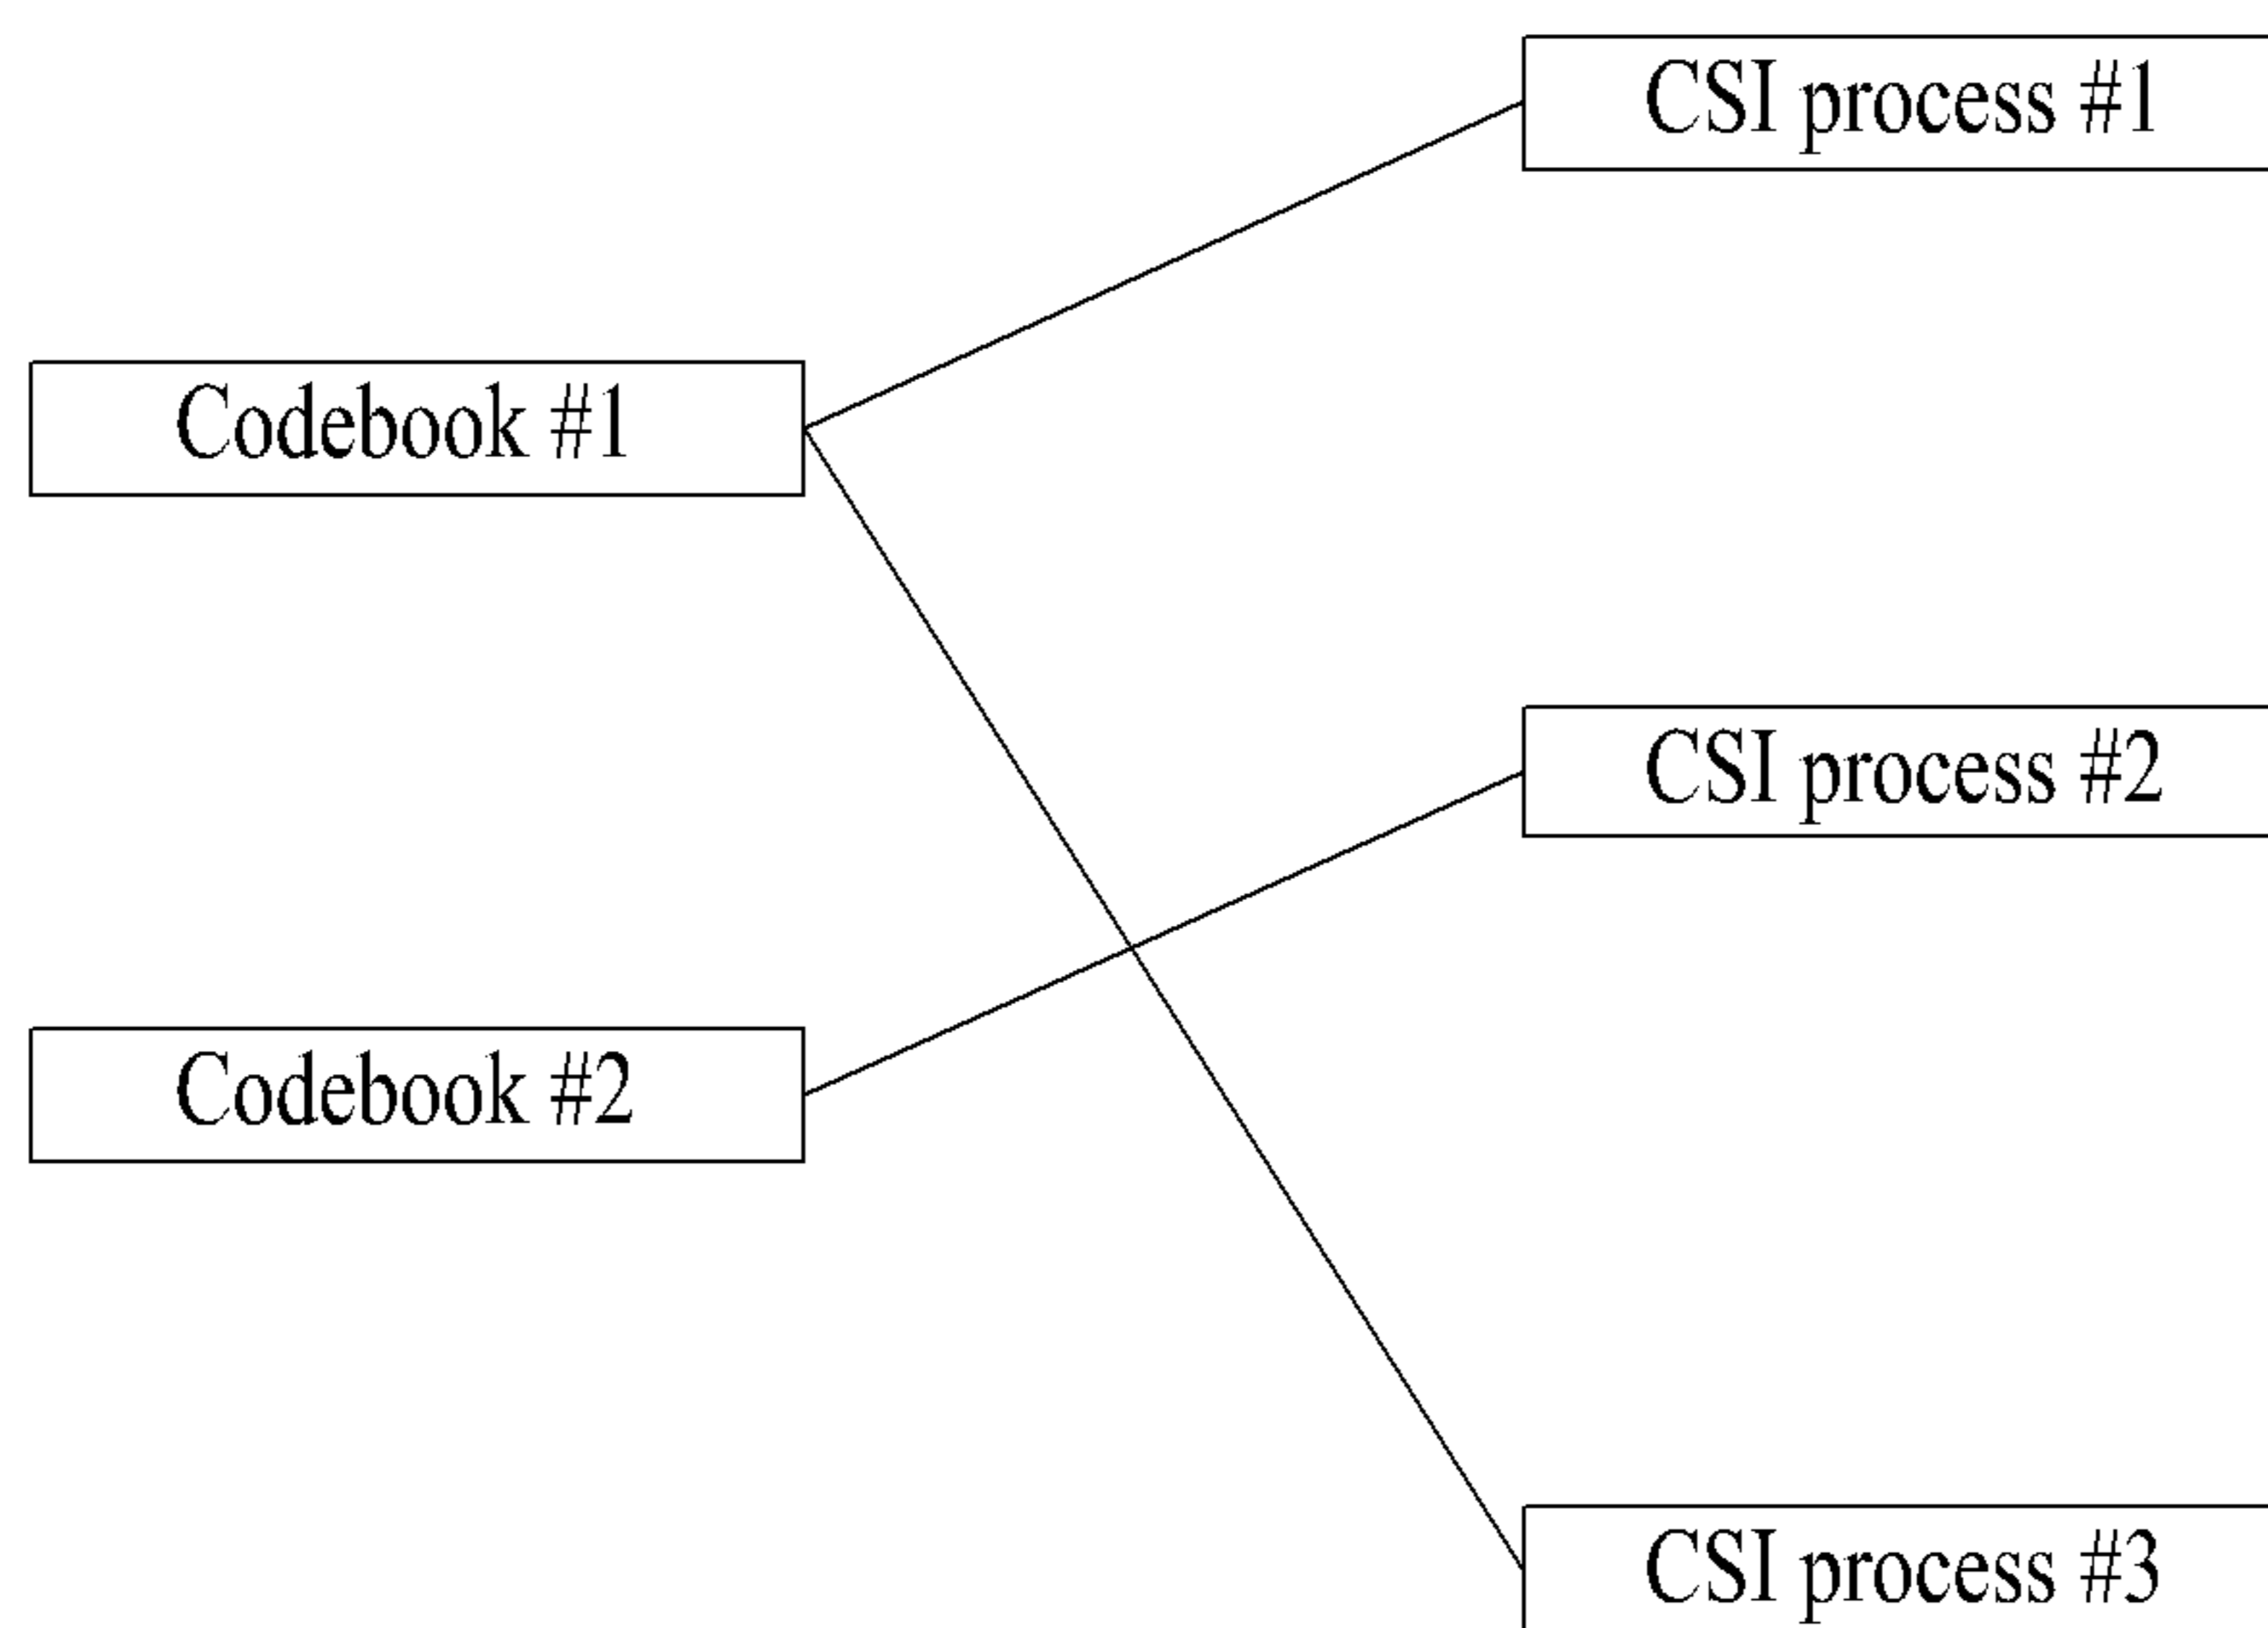 CSI process #1
Codebook #1
CSI process #2
Codebook #2
CSI process #3